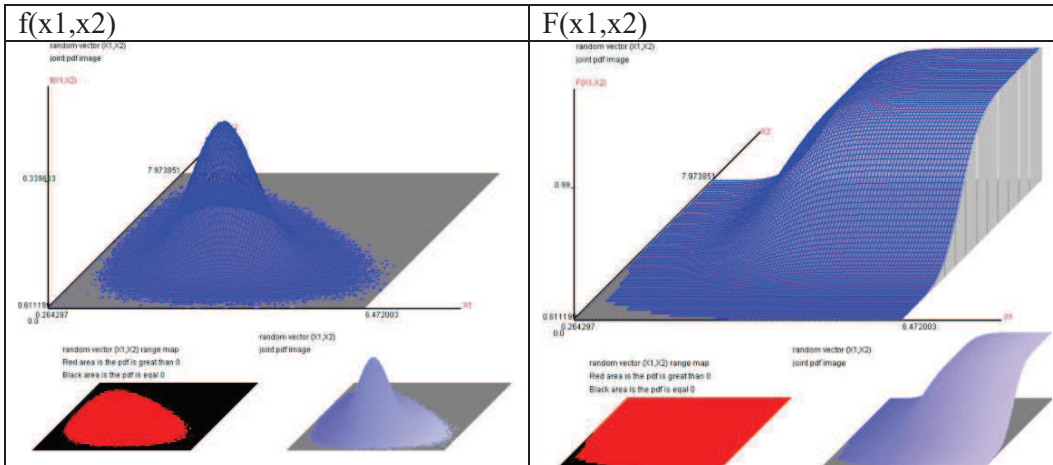 f(x1,x2)
random vector (X1,X2)
joint pdf image
f(X1,X2)
7.973851
0.339633
0.611199
0.0
0.264297
6.472003
X1
random vector (X1,X2) range map
Red area is the pdf is great than 0
Black area is the pdf is eqal 0
random vector (X1,X2)
joint pdf image
F(x1,x2)
random vector (X1,X2)
joint pdf image
F(X1,X2)
X2
7.973851
0.99
0.611199
0.0
0.264297
6.472003
X1
random vector (X1,X2) range map
Red area is the pdf is great than 0
Black area is the pdf is eqal 0
random vector (X1,X2)
joint pdf image